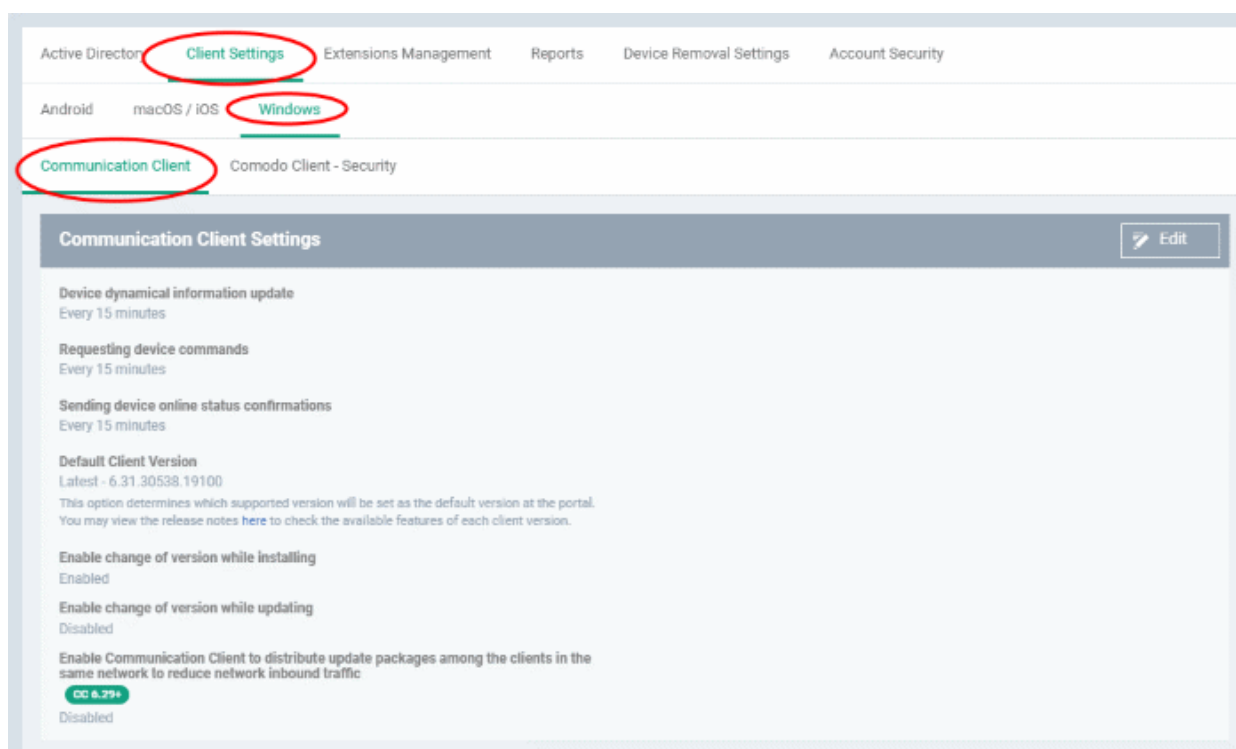 Active Directory Client Settings Extensions Management Reports Device Removal Settings Account Security
Android macOS / iOS Windows
Communication Client Comodo Client - Security
Communication Client Settings Edit
Device dynamical information update
Every 15 minutes
Requesting device commands
Every 15 minutes
Sending device online status confirmations
Every 15 minutes
Default Client Version
Latest - 6.31.30538.19100
This option determines which supported version will be set as the default version at the portal.
You may view the release notes here to check the available features of each client version.
Enable change of version while installing
Enabled
Enable change of version while updating
Disabled
Enable Communication Client to distribute update packages among the clients in the
same network to reduce network inbound traffic
CC 6.29+
Disabled